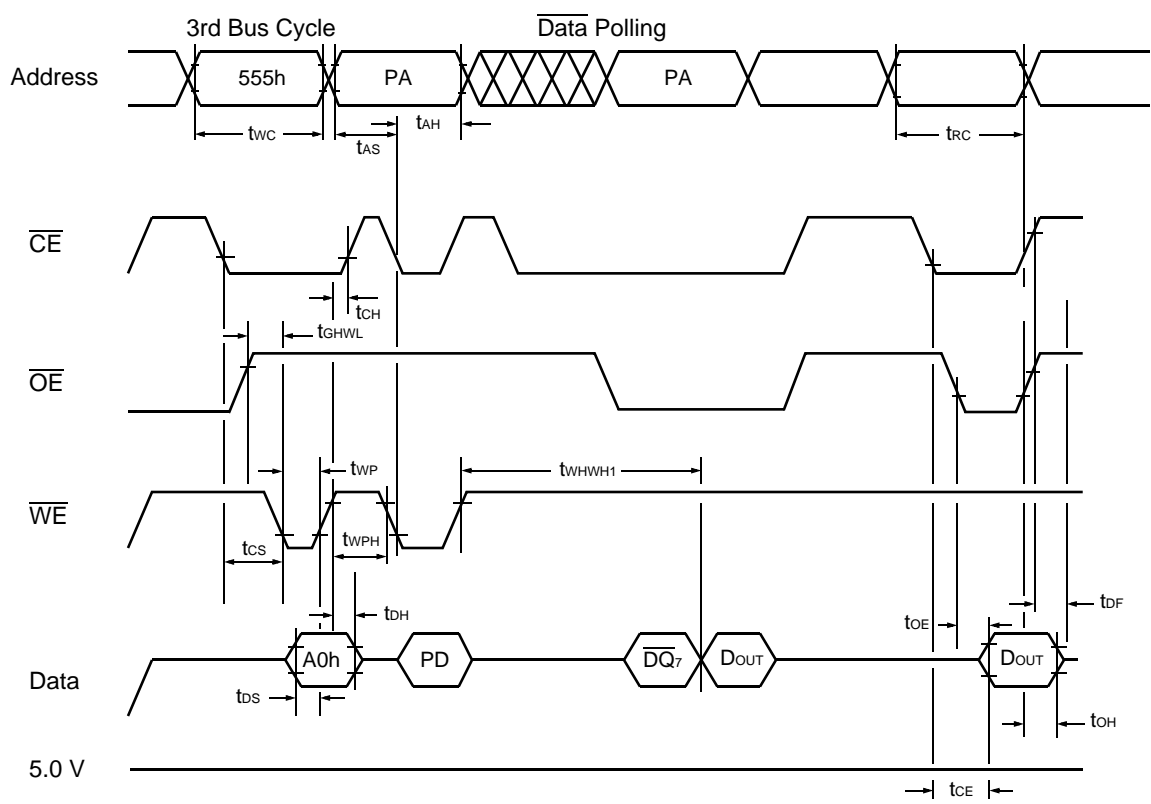 3rd Bus Cycle
Data Polling
Address
555h
PA
PA
tWC
tAS
tAH
tRC
CE
tCH
tGHWL
OE
tWP
tWHWH1
WE
tCS
tWPH
tDH
tOE
tDF
Data
A0h
PD
DQ7
DOUT
DOUT
tDS
tOH
5.0 V
tCE